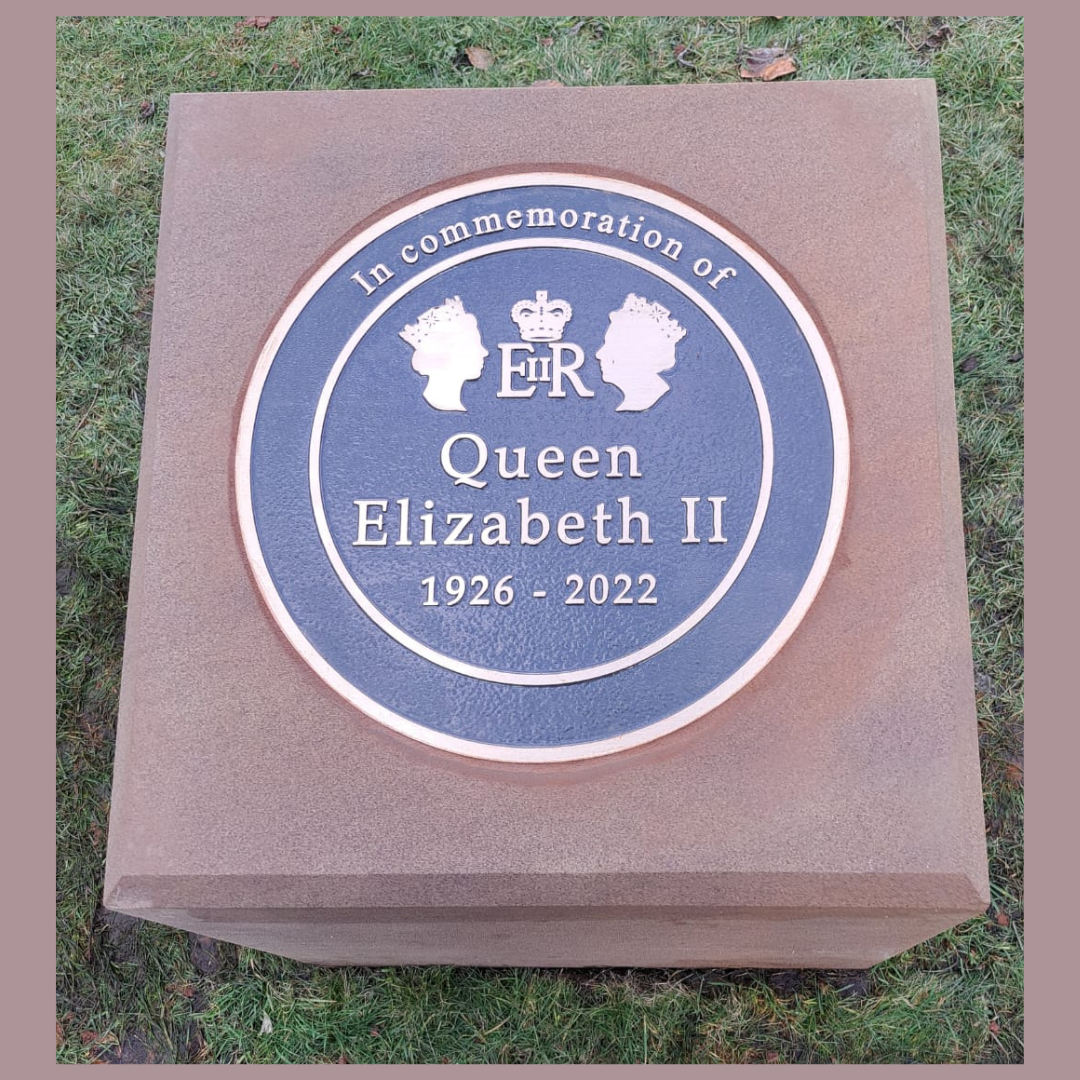 In commemoration of
EIIR
Queen
Elizabeth II
1926 - 2022